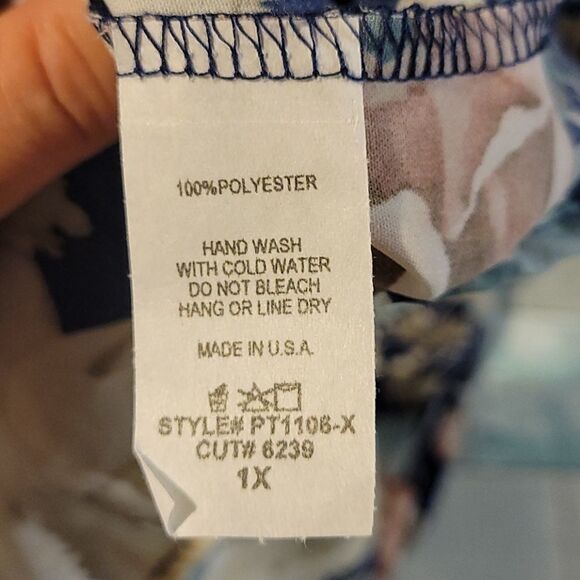 100%POLYESTER
HAND WASH
WITH COLD WATER
DO NOT BLEACH
HANG OR LINE DRY
MADE IN U.S.A.
STYLE# PT1106-X
CUT# 6239
1X